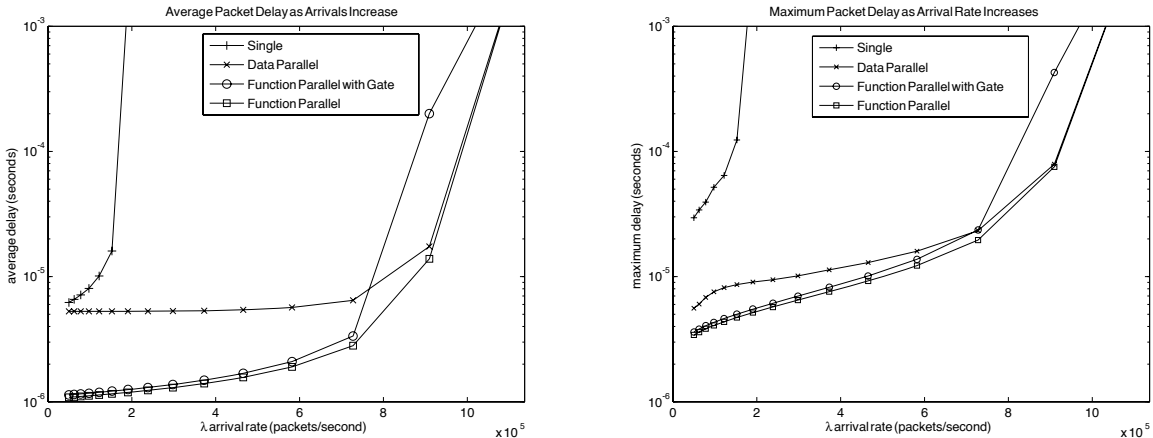 Average Packet Delay as Arrivals Increase
10^-3
10^-4
10^-5
10^-6
average delay (seconds)
Single
Data Parallel
Function Parallel with Gate
Function Parallel
0 2 4 6 8 10
x 10^5
λ arrival rate (packets/second)
Maximum Packet Delay as Arrival Rate Increases
10^-3
10^-4
10^-5
10^-6
maximum delay (seconds)
Single
Data Parallel
Function Parallel with Gate
Function Parallel
0 2 4 6 8 10
x 10^5
λ arrival rate (packets/second)